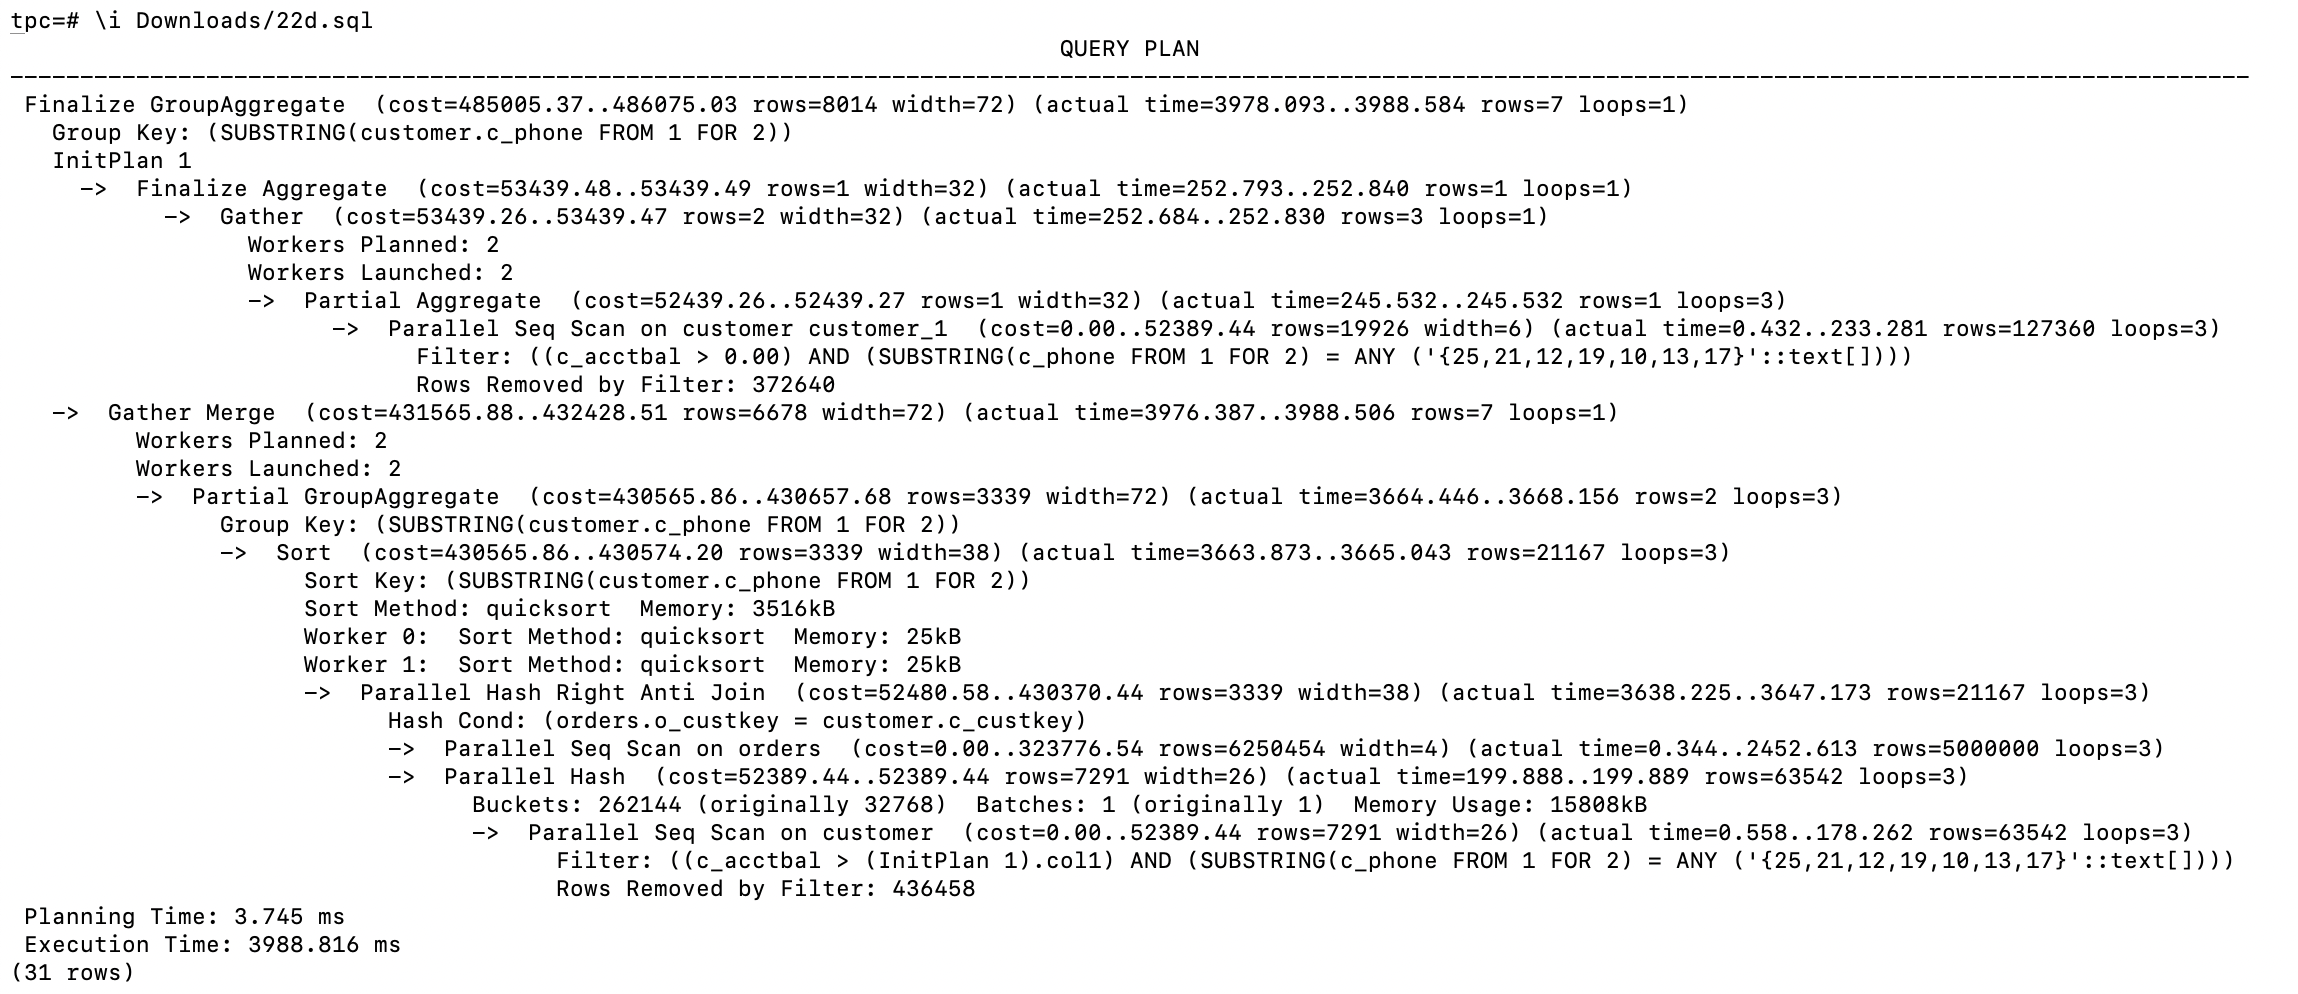 tpc=# \i Downloads/22d.sql
QUERY PLAN
----------------------------------------------------------------------------------------------------------------------------------------------------------------
Finalize GroupAggregate  (cost=485005.37..486075.03 rows=8014 width=72) (actual time=3978.093..3988.584 rows=7 loops=1)
  Group Key: (SUBSTRING(customer.c_phone FROM 1 FOR 2))
  InitPlan 1
    ->  Finalize Aggregate  (cost=53439.48..53439.49 rows=1 width=32) (actual time=252.793..252.840 rows=1 loops=1)
          ->  Gather  (cost=53439.26..53439.47 rows=2 width=32) (actual time=252.684..252.830 rows=3 loops=1)
                Workers Planned: 2
                Workers Launched: 2
                ->  Partial Aggregate  (cost=52439.26..52439.27 rows=1 width=32) (actual time=245.532..245.532 rows=1 loops=3)
                      ->  Parallel Seq Scan on customer customer_1  (cost=0.00..52389.44 rows=19926 width=6) (actual time=0.432..233.281 rows=127360 loops=3)
                            Filter: ((c_acctbal > 0.00) AND (SUBSTRING(c_phone FROM 1 FOR 2) = ANY ('{25,21,12,19,10,13,17}'::text[])))
                            Rows Removed by Filter: 372640
  ->  Gather Merge  (cost=431565.88..432428.51 rows=6678 width=72) (actual time=3976.387..3988.506 rows=7 loops=1)
        Workers Planned: 2
        Workers Launched: 2
        ->  Partial GroupAggregate  (cost=430565.86..430657.68 rows=3339 width=72) (actual time=3664.446..3668.156 rows=2 loops=3)
              Group Key: (SUBSTRING(customer.c_phone FROM 1 FOR 2))
              ->  Sort  (cost=430565.86..430574.20 rows=3339 width=38) (actual time=3663.873..3665.043 rows=21167 loops=3)
                    Sort Key: (SUBSTRING(customer.c_phone FROM 1 FOR 2))
                    Sort Method: quicksort  Memory: 3516kB
                    Worker 0:  Sort Method: quicksort  Memory: 25kB
                    Worker 1:  Sort Method: quicksort  Memory: 25kB
                    ->  Parallel Hash Right Anti Join  (cost=52480.58..430370.44 rows=3339 width=38) (actual time=3638.225..3647.173 rows=21167 loops=3)
                          Hash Cond: (orders.o_custkey = customer.c_custkey)
                          ->  Parallel Seq Scan on orders  (cost=0.00..323776.54 rows=6250454 width=4) (actual time=0.344..2452.613 rows=5000000 loops=3)
                          ->  Parallel Hash  (cost=52389.44..52389.44 rows=7291 width=26) (actual time=199.888..199.889 rows=63542 loops=3)
                                Buckets: 262144 (originally 32768)  Batches: 1 (originally 1)  Memory Usage: 15808kB
                                ->  Parallel Seq Scan on customer  (cost=0.00..52389.44 rows=7291 width=26) (actual time=0.558..178.262 rows=63542 loops=3)
                                      Filter: ((c_acctbal > (InitPlan 1).col1) AND (SUBSTRING(c_phone FROM 1 FOR 2) = ANY ('{25,21,12,19,10,13,17}'::text[])))
                                      Rows Removed by Filter: 436458
Planning Time: 3.745 ms
Execution Time: 3988.816 ms
(31 rows)